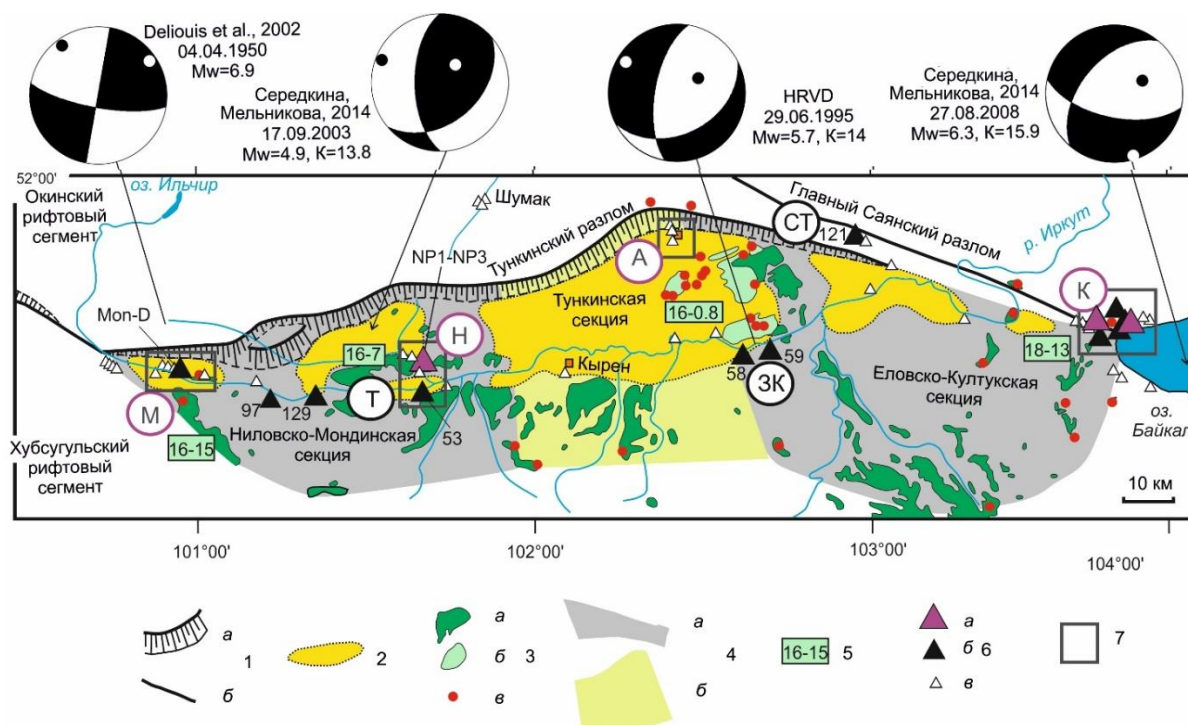 Deliouis et al., 2002
04.04.1950
Mw=6.9
Середкина,
Мельникова, 2014
17.09.2003
Mw=4.9, K=13.8
HRVD
29.06.1995
Mw=5.7, K=14
Середкина,
Мельникова, 2014
27.08.2008
Mw=6.3, K=15.9
52°00'
Окинский
рифтовый
сегмент
оз. Ильчир
Шумак
Тункинский разлом
Главный Саянский
разлом
р. Иркут
СТ
121
NP1-NP3
Mon-D
А
К
Н
Тункинская
секция
16-0.8
16-7
18-13
Кырен
58
59
ЗК
Еловско-Култукская
секция
оз.
Байкал
М
97
129
Т
53
16-15
Ниловско-Мондинская
секция
Хубсугульский
рифтовый
сегмент
10 км
101°00'
102°00'
103°00'
104°00'
а
1
б
2
а
б
3
в
а
4
б
16-15
5
а
б
6
в
7